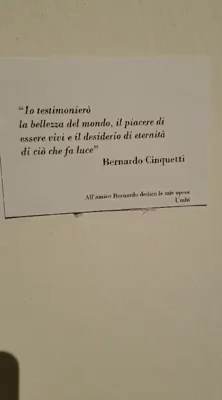 “Io testimonierò
la bellezza del mondo, il piacere di
essere vivi e il desiderio di eternità
di ciò che fa luce”
Bernardo Cinquetti
All'amico Bernardo dedico le mie opere